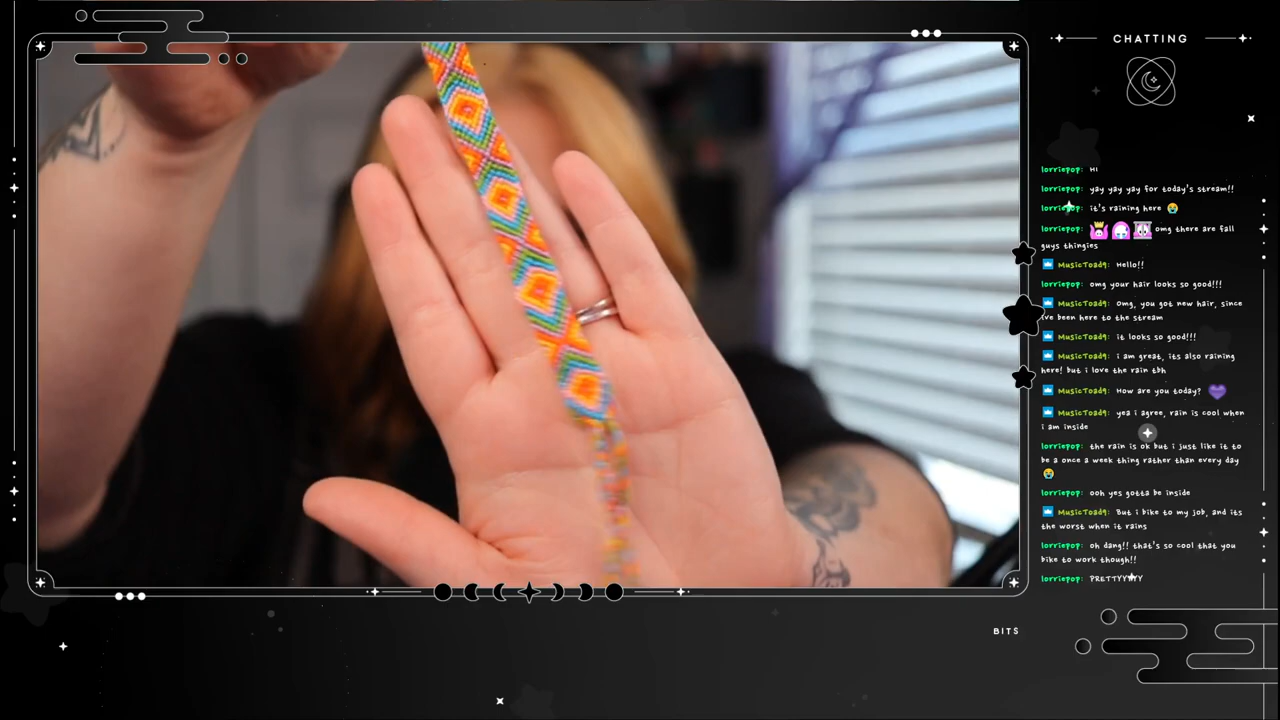 CHATTING
lorriepop: HI
lorriepop: yay yay yay for today's stream!!
lorriepop: it's raining here 😭
lorriepop: omg there are fall
guys thingies
MusicToad9: Hello!!
lorriepop: omg your hair looks so good!!!
MusicToad9: Omg, you got new hair, since
ive been here to the stream
MusicToad9: it looks so good!!!
MusicToad9: i am great, its also raining
here! but i love the rain tbh
MusicToad9: How are you today? 💜
MusicToad9: yea i agree, rain is cool when
i am inside
lorriepop: the rain is ok but i just like it to
be a once a week thing rather than every day
😭
lorriepop: ooh yes gotta be inside
MusicToad9: But i bike to my job, and its
the worst when it rains
lorriepop: oh dang!! that's so cool that you
bike to work though!!
lorriepop: PRETTYYYYY
BITS